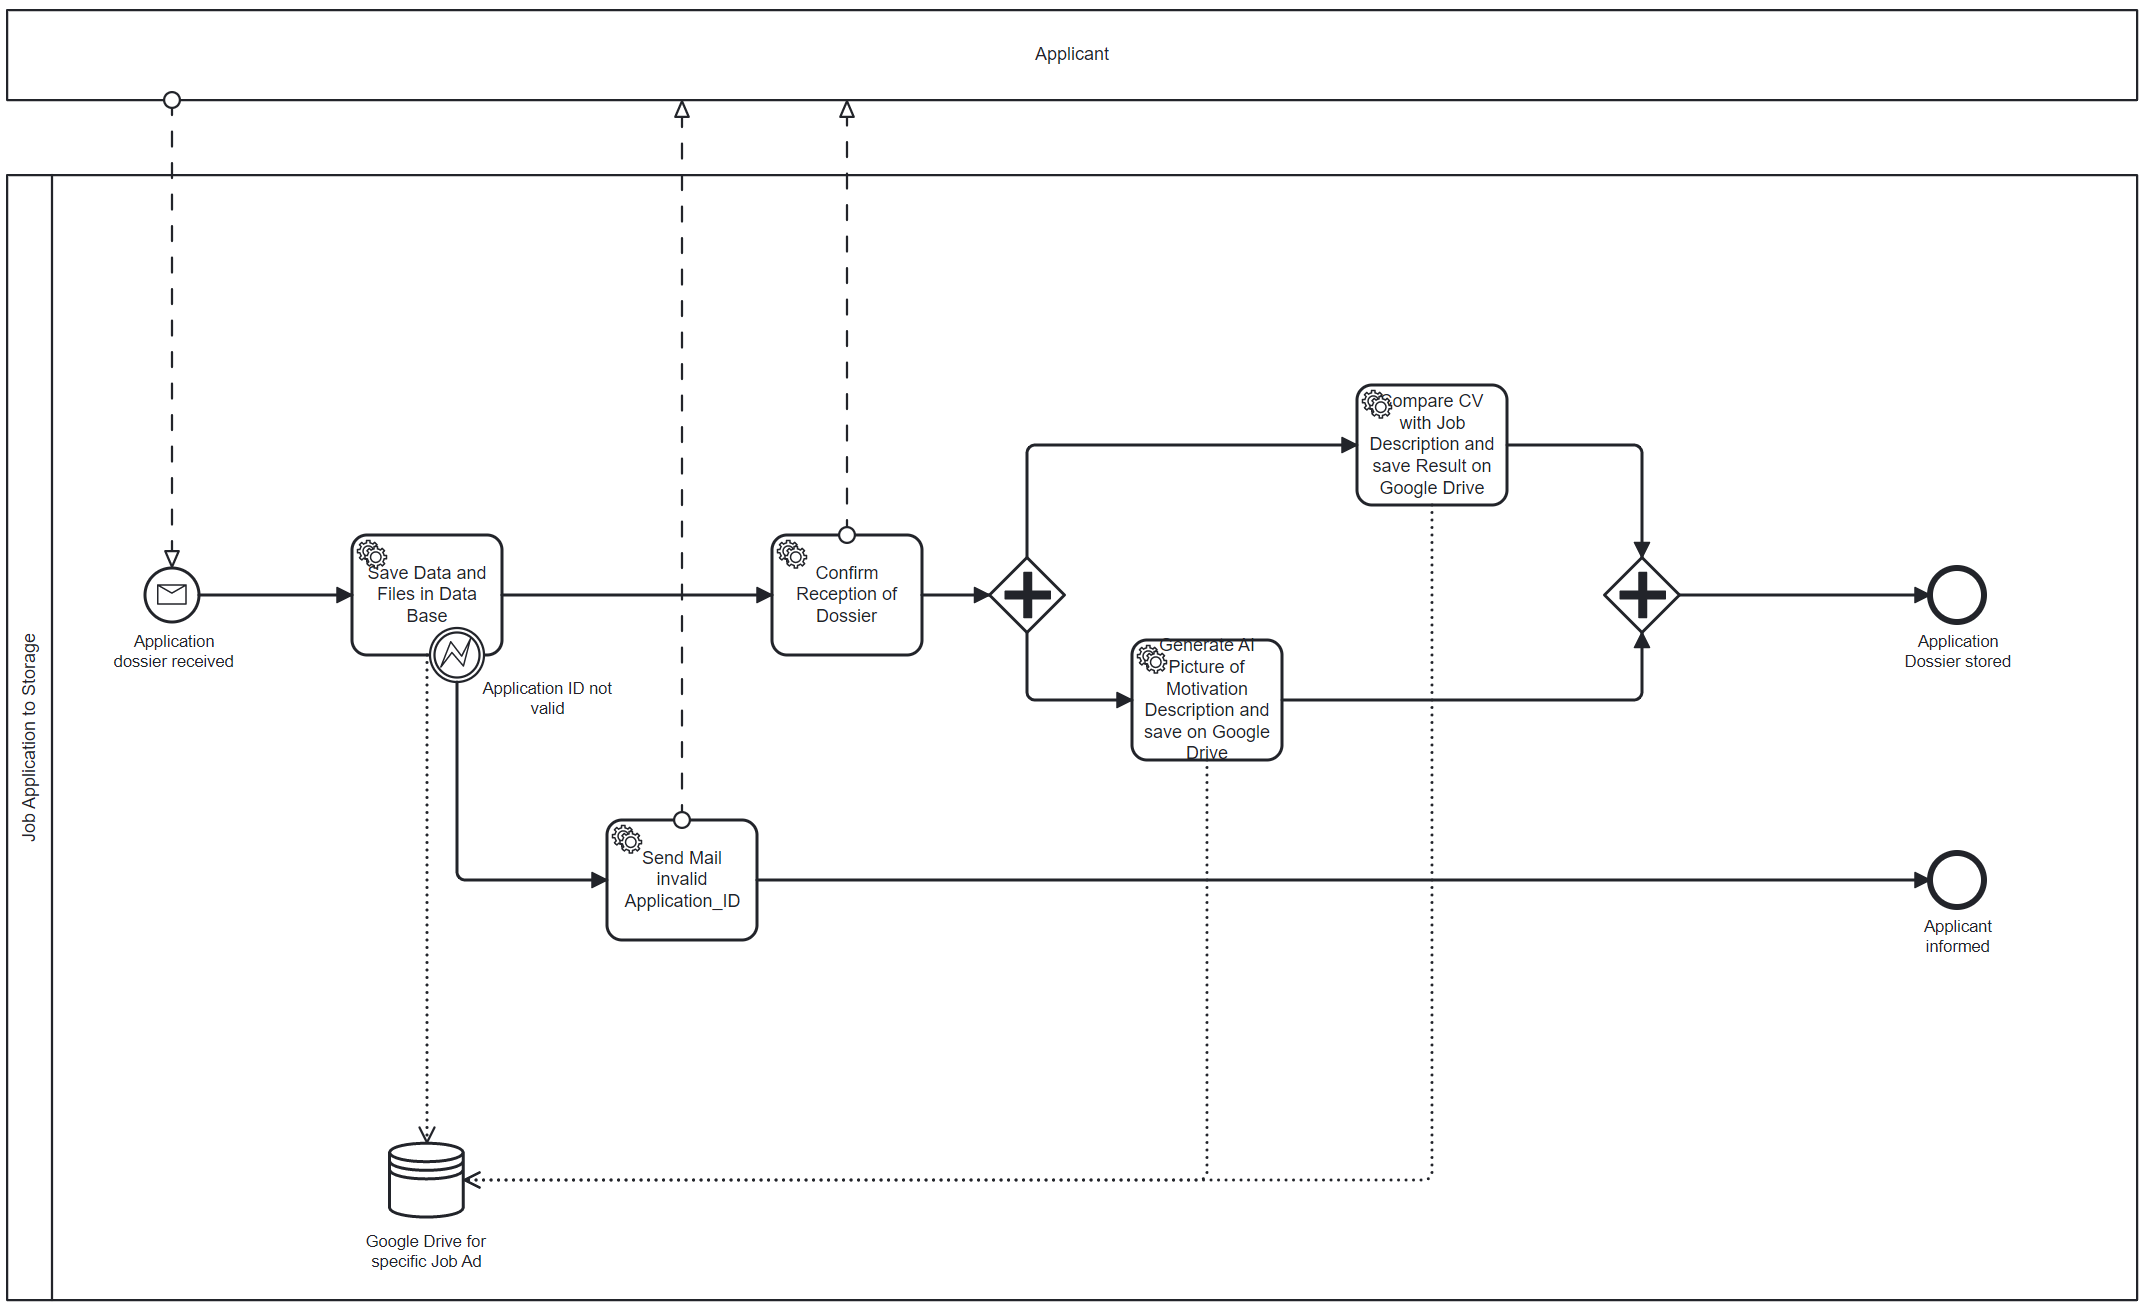 Applicant
Job Application to Storage
Application
dossier received
Save Data and
Files in Data
Base
Application ID not
valid
Confirm
Reception of
Dossier
Compare CV
with Job
Description and
save Result on
Google Drive
Generate AI
Picture of
Motivation
Description and
save on Google
Drive
Application
Dossier stored
Send Mail
invalid
Application_ID
Applicant
informed
Google Drive for
specific Job Ad